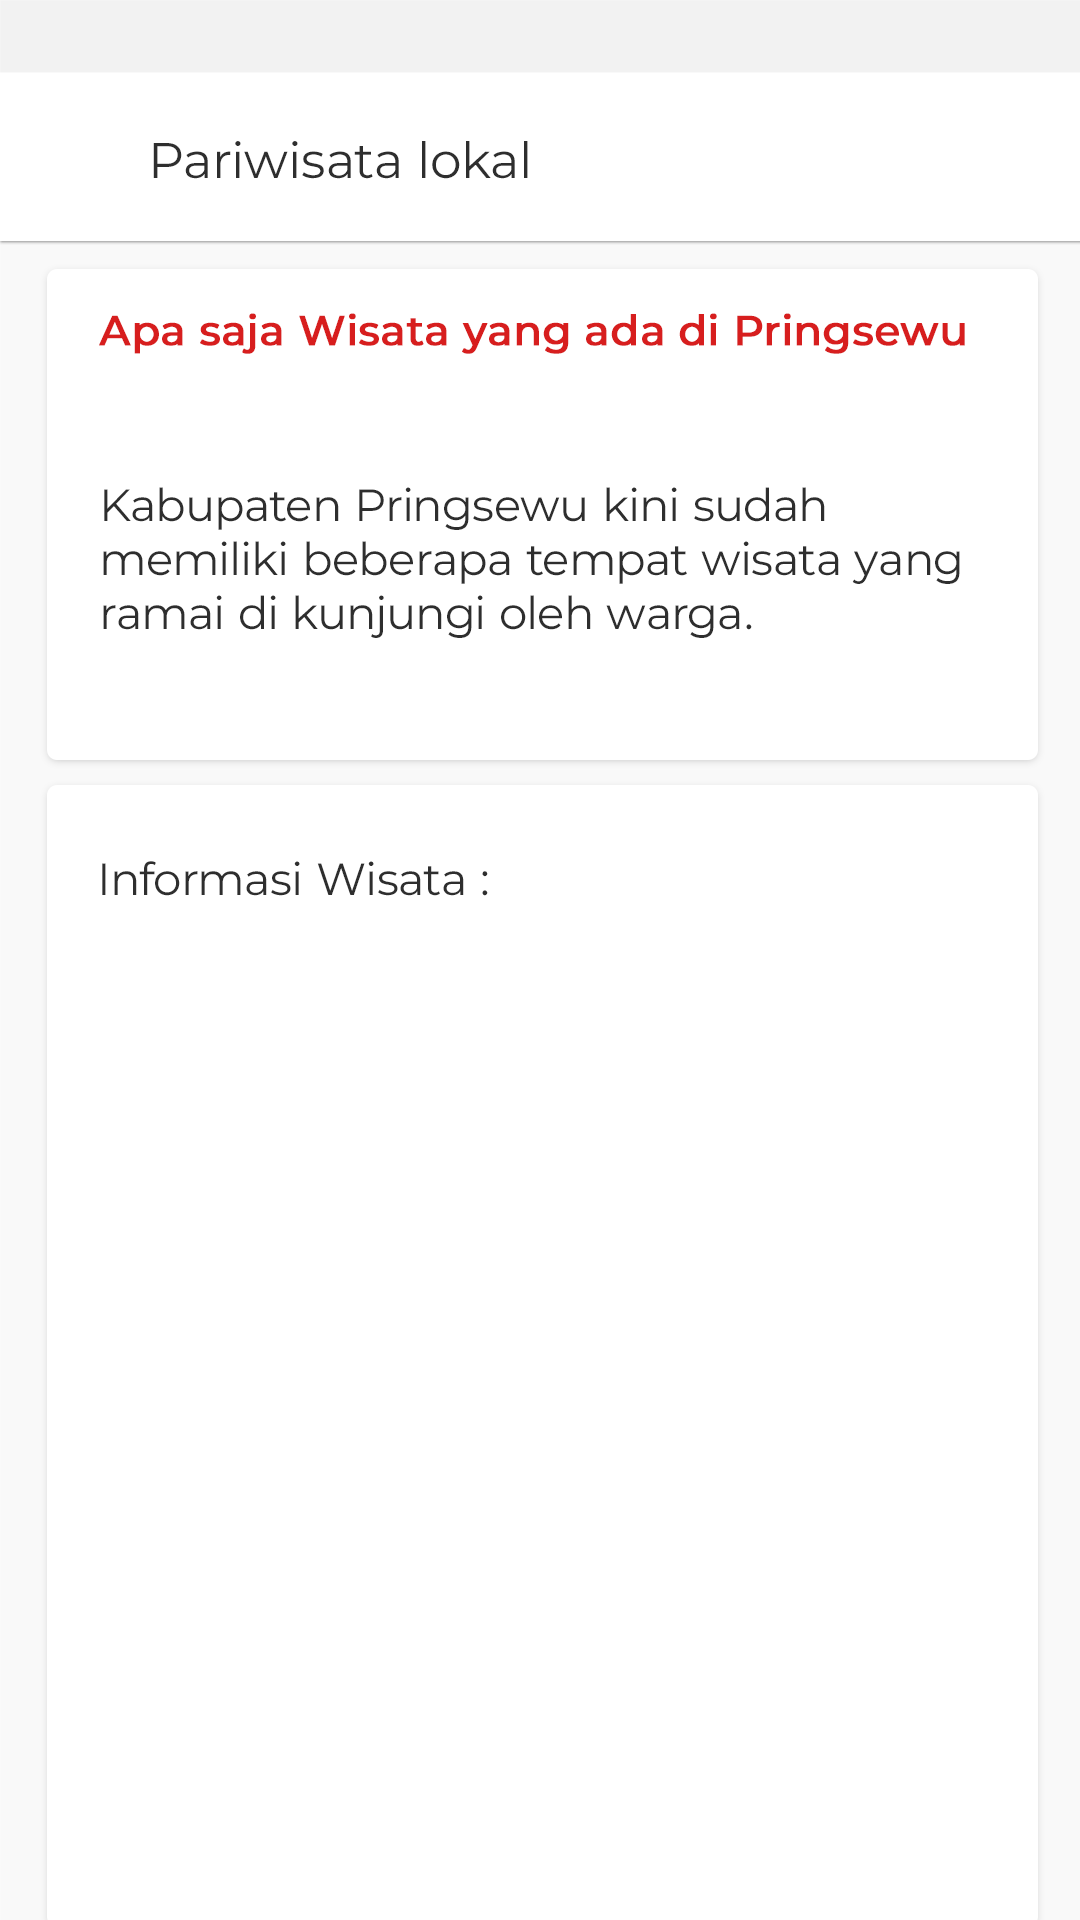 Pariwisata lokal
Apa saja Wisata yang ada di Pringsewu
Kabupaten Pringsewu kini sudah
memiliki beberapa tempat wisata yang
ramai di kunjungi oleh warga.
Informasi Wisata :